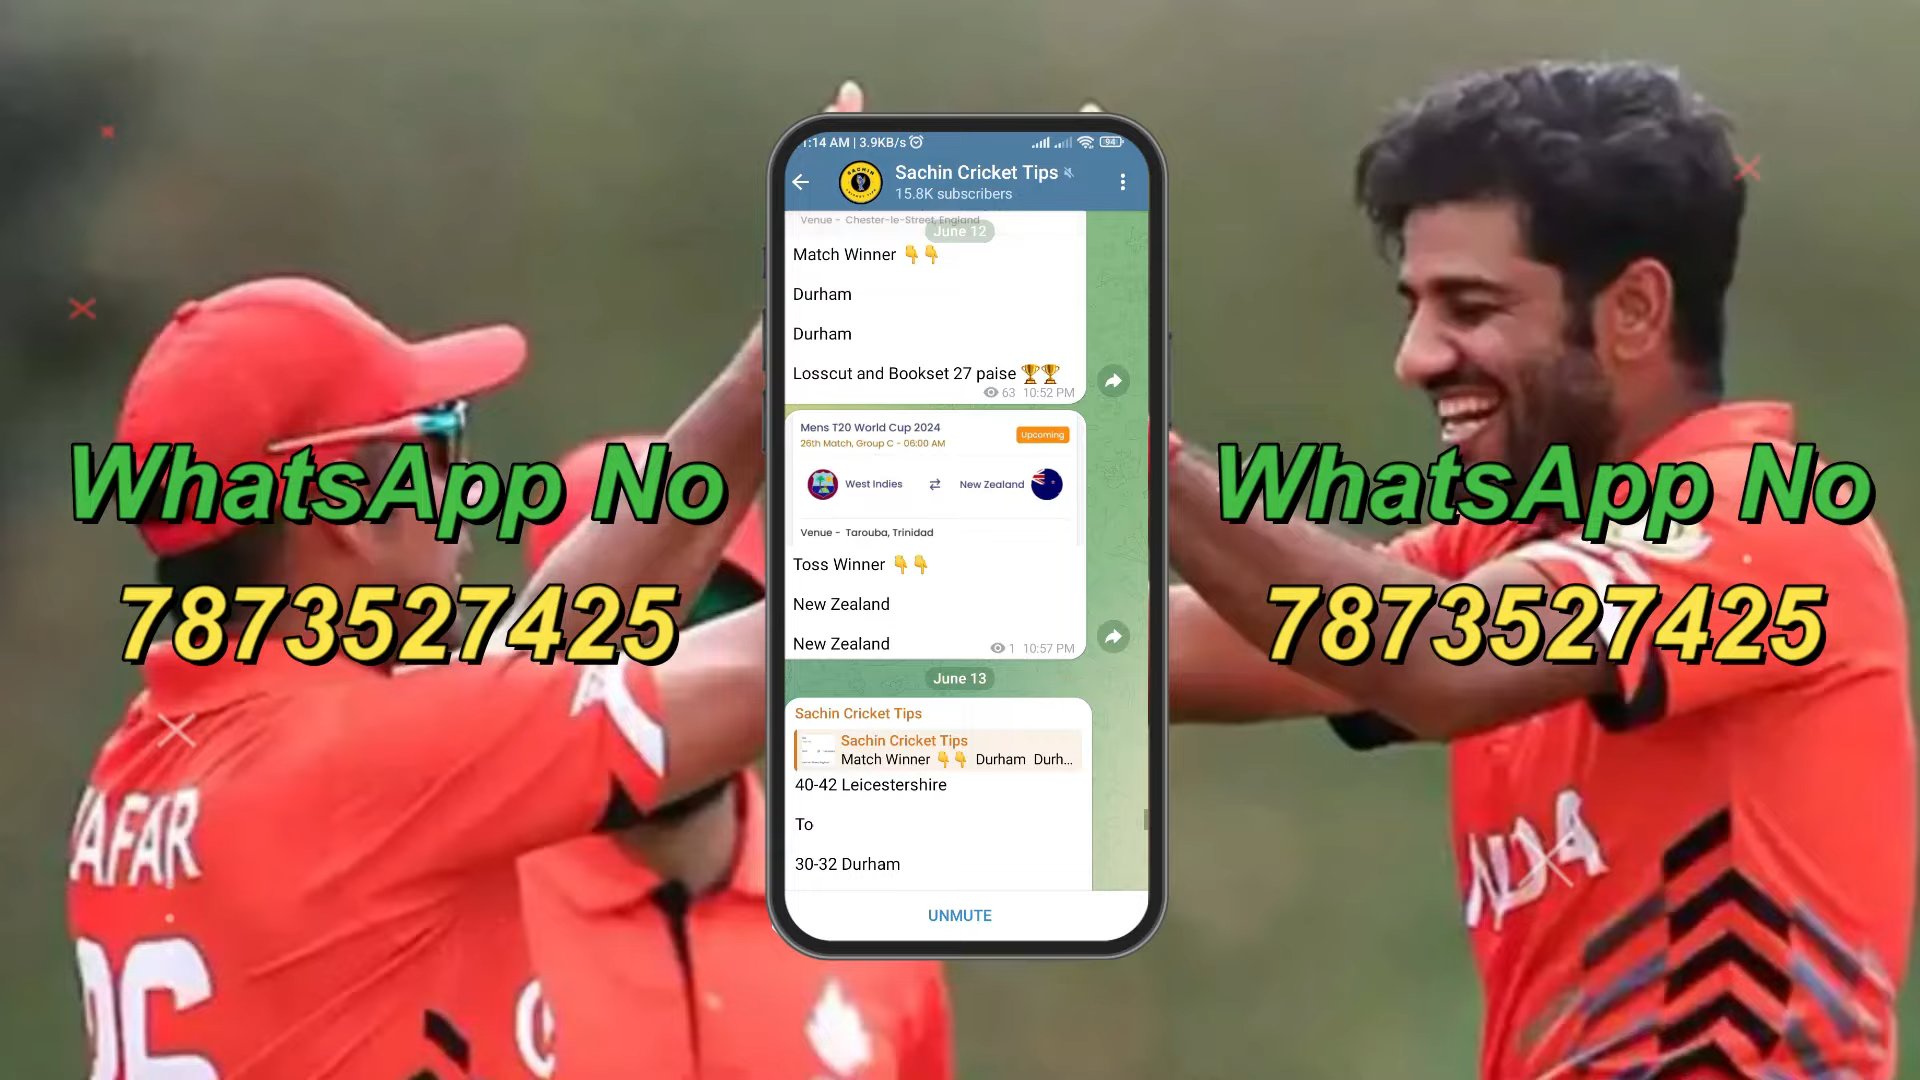 1:14 AM | 3.9KB/s
94
SACHIN
Sachin Cricket Tips
15.8K subscribers
Venue - Chester-le-Street, England
June 12
Match Winner 👇👇
Durham
Durham
Losscut and Bookset 27 paise 🏆🏆
63 10:52 PM
Mens T20 World Cup 2024
26th Match, Group C - 06:00 AM
Upcoming
West Indies
New Zealand
Venue - Tarouba, Trinidad
Toss Winner 👇👇
New Zealand
New Zealand
1 10:57 PM
June 13
Sachin Cricket Tips
Sachin Cricket Tips
Match Winner 👇👇 Durham Durh...
40-42 Leicestershire
To
30-32 Durham
UNMUTE
WhatsApp No
7873527425
WhatsApp No
7873527425
AFAR
96
NDA